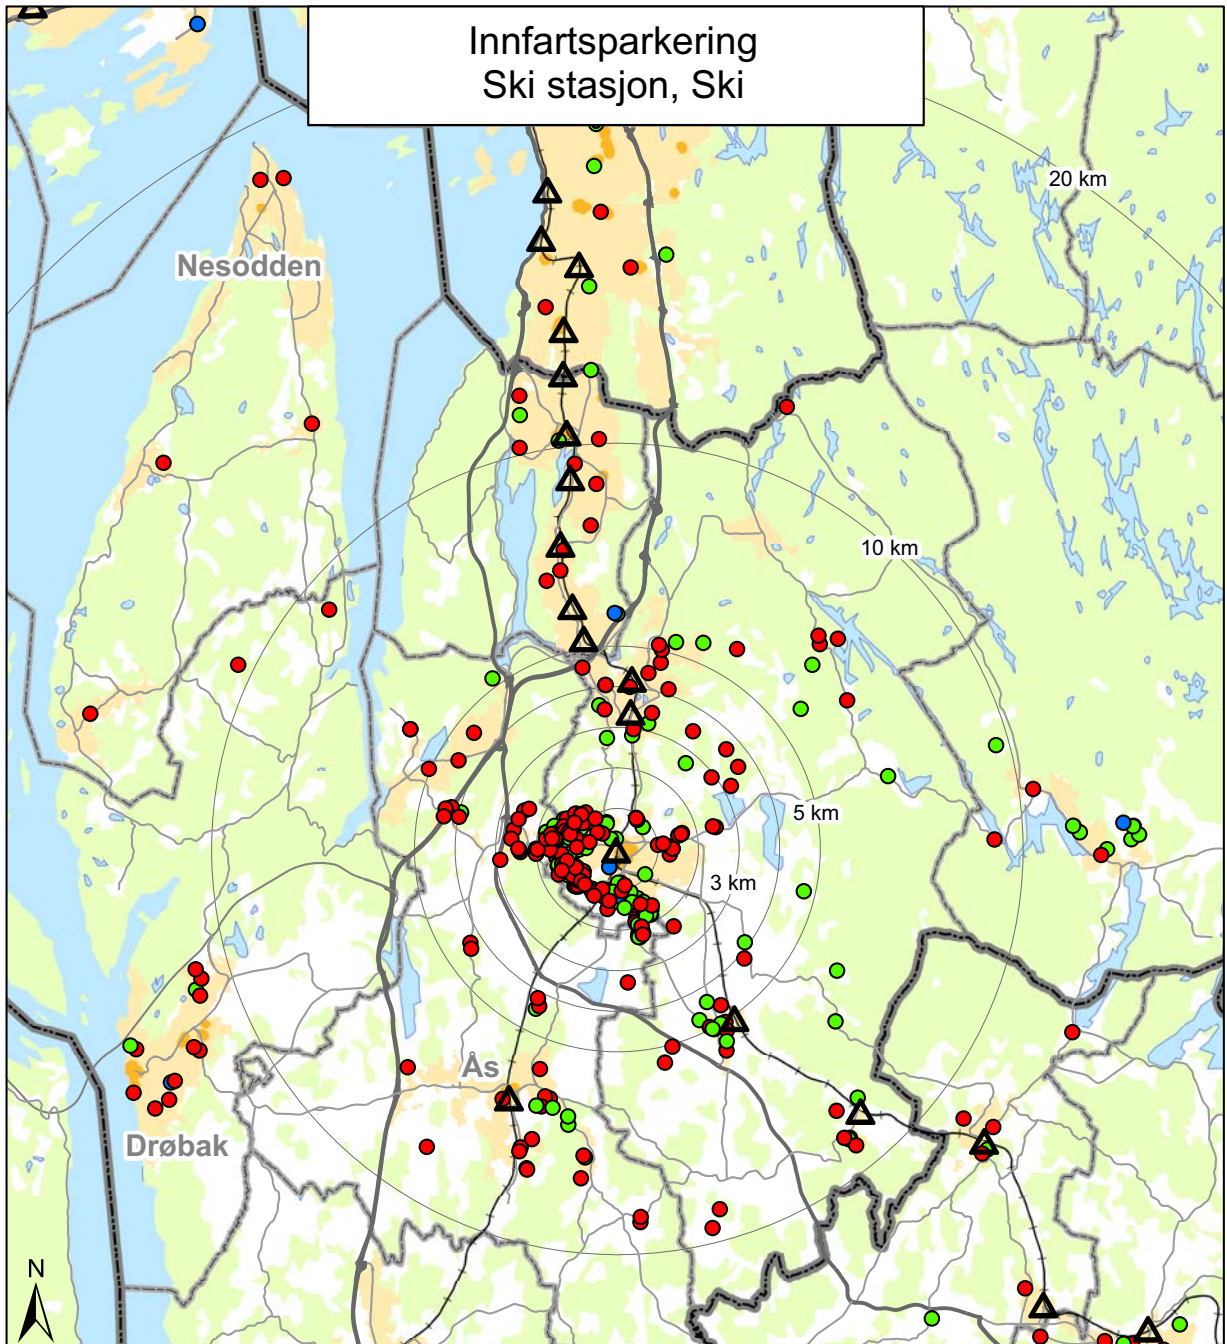 Innfartsparkering
Ski stasjon, Ski
20 km
Nesodden
10 km
5 km
3 km
Ås
Drøbak
N